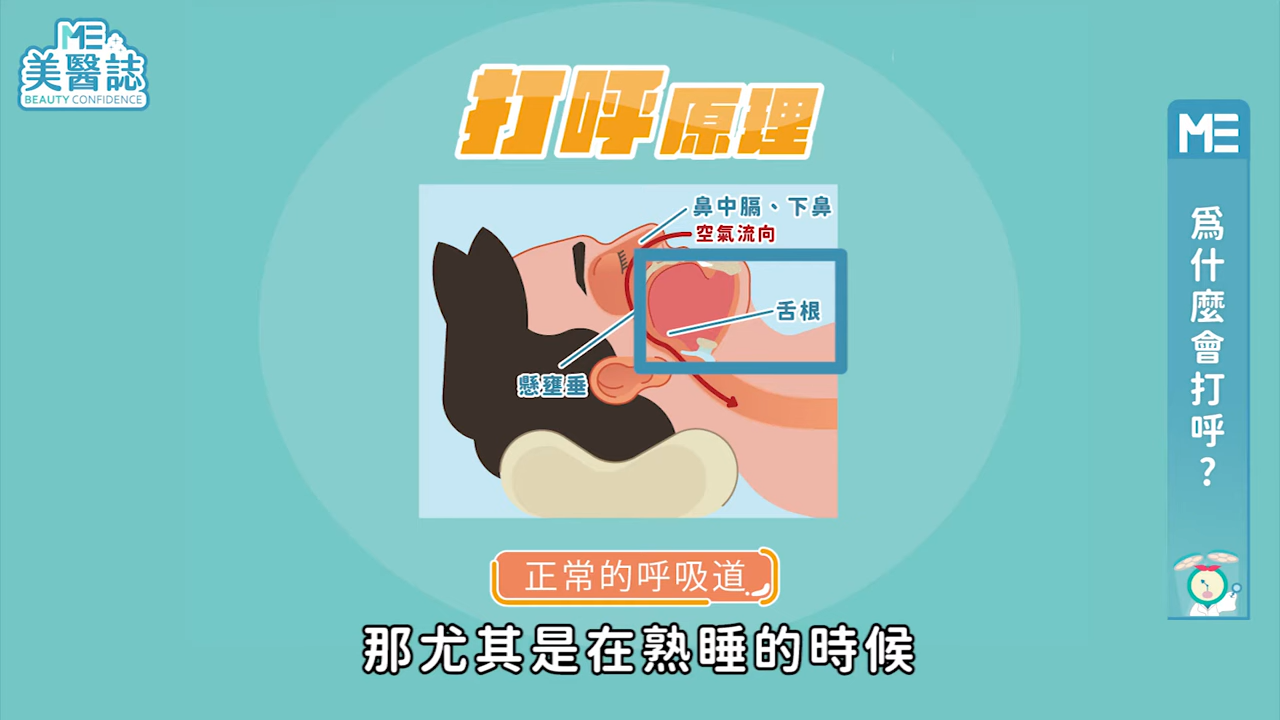 ME
美醫誌
BEAUTY CONFIDENCE
打呼原理
鼻中膈、下鼻
空氣流向
舌根
懸壅垂
正常的呼吸道
那尤其是在熟睡的時候
ME
爲什麼會打呼?